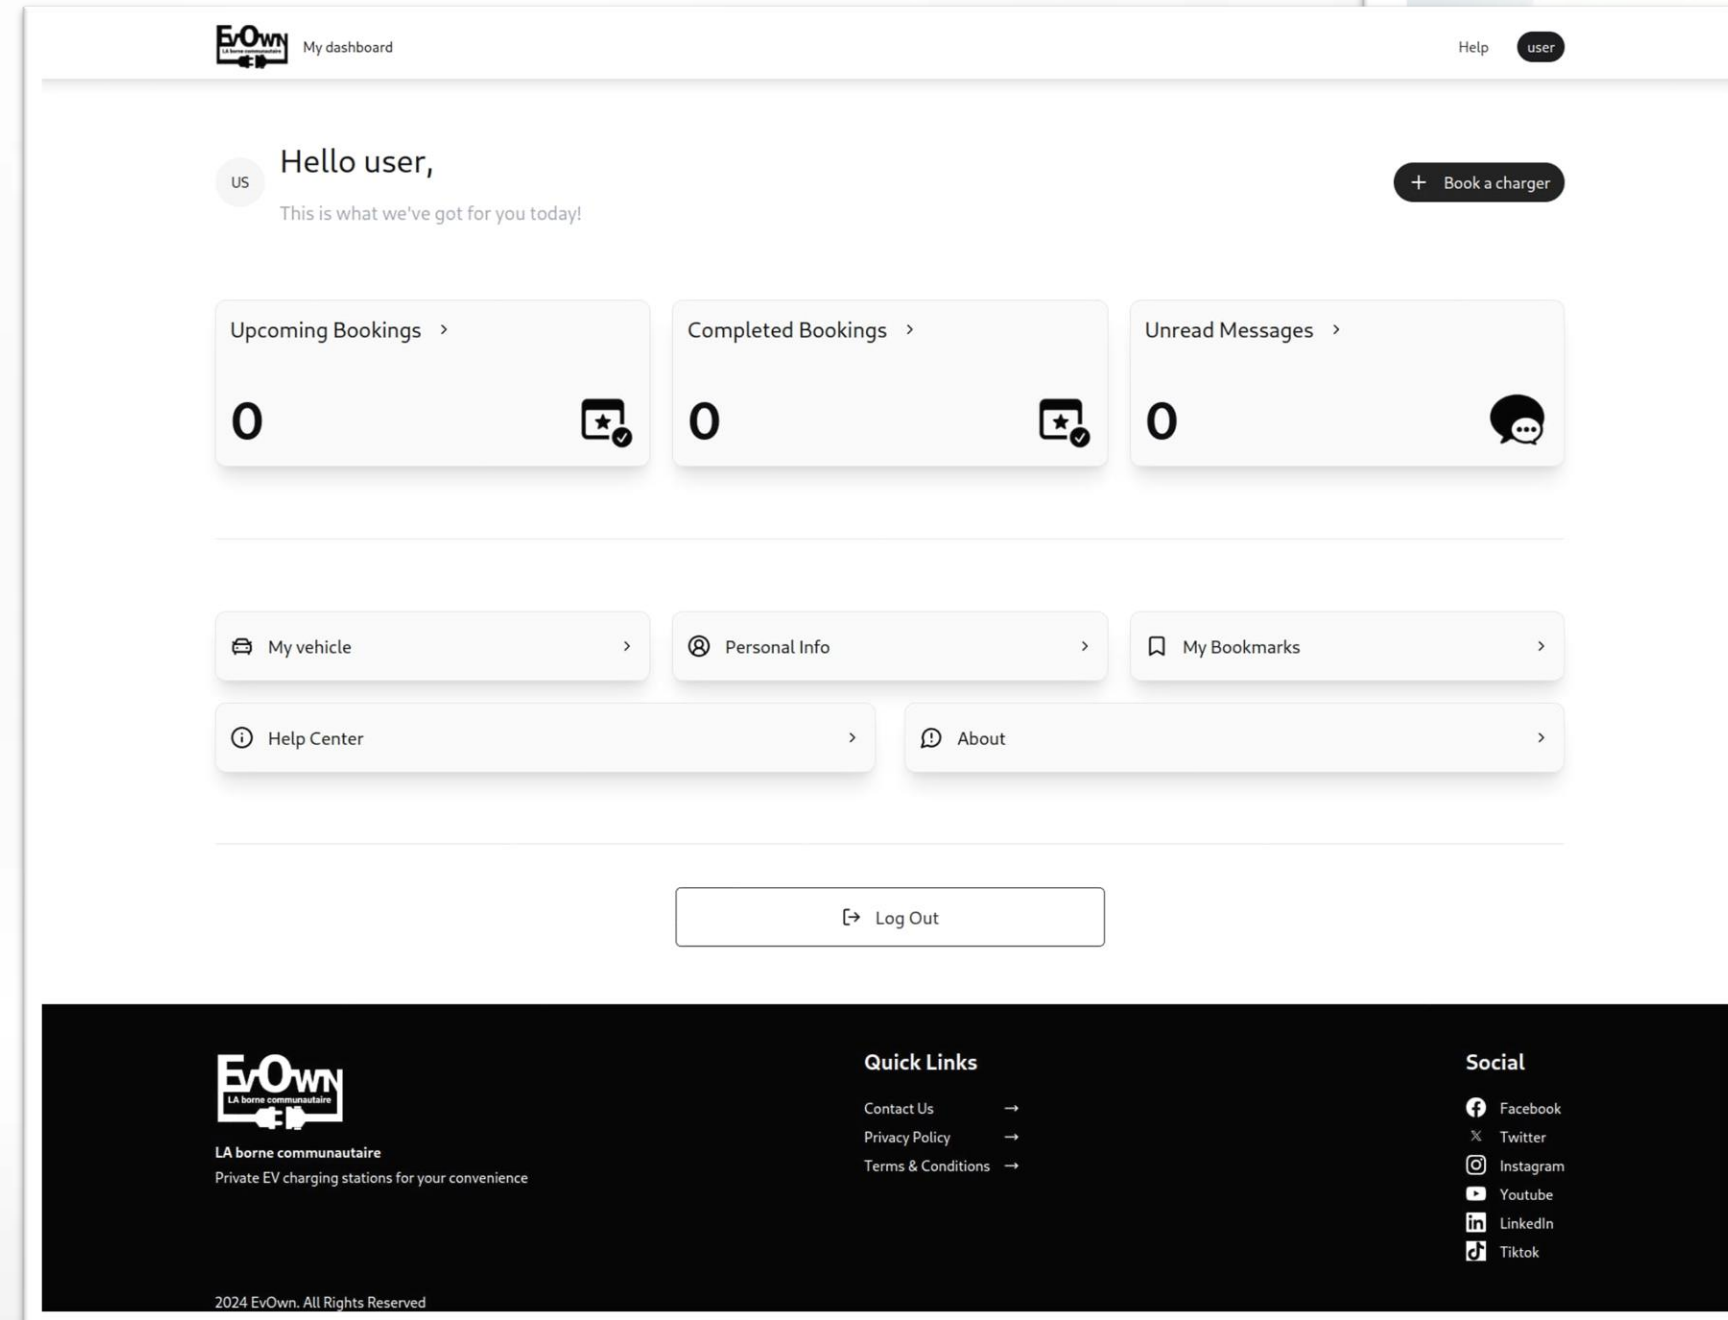 EvOwn
LA borne communautaire
My dashboard
Help
user
US
Hello user,
This is what we've got for you today!
+ Book a charger
Upcoming Bookings >
0
Completed Bookings >
0
Unread Messages >
0
My vehicle >
Personal Info >
My Bookmarks >
Help Center >
About >
Log Out
EvOwn
LA borne communautaire
LA borne communautaire
Private EV charging stations for your convenience
2024 EvOwn. All Rights Reserved
Quick Links
Contact Us →
Privacy Policy →
Terms & Conditions →
Social
Facebook
Twitter
Instagram
Youtube
LinkedIn
Tiktok